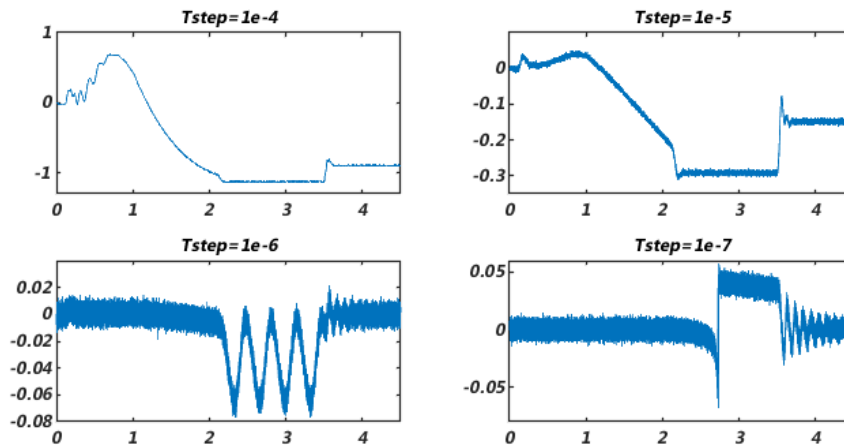 Tstep=1e-4
1
0
-1
0 1 2 3 4
Tstep=1e-5
0
-0.1
-0.2
-0.3
0 1 2 3 4
Tstep=1e-6
0.02
0
-0.02
-0.04
-0.06
-0.08
0 1 2 3 4
Tstep=1e-7
0.05
0
-0.05
0 1 2 3 4